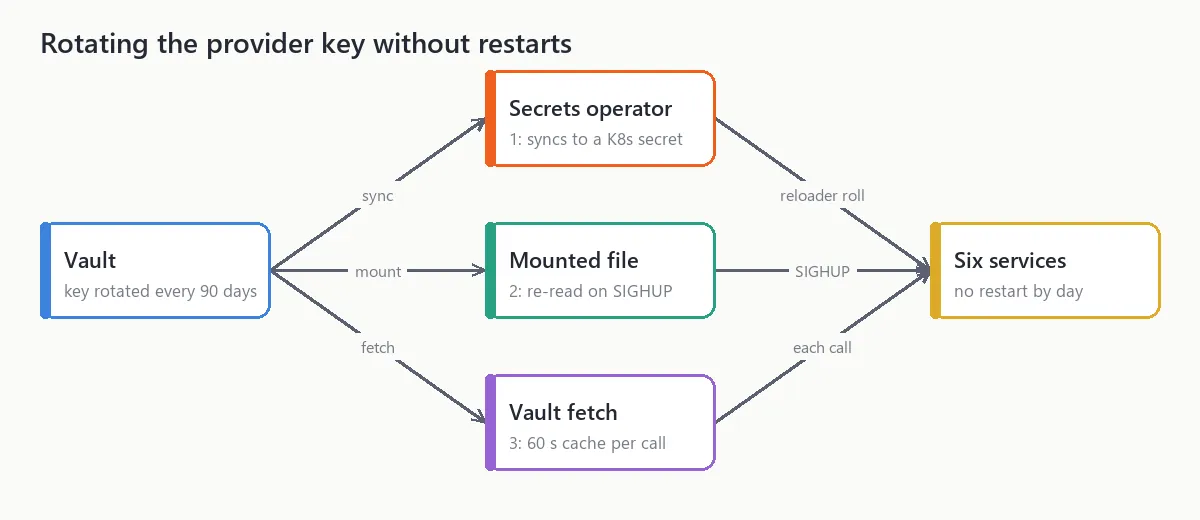 Rotating the provider key without restarts
Secrets operator
1: syncs to a K8s secret
sync
reloader roll
Vault
key rotated every 90 days
mount
Mounted file
2: re-read on SIGHUP
SIGHUP
Six services
no restart by day
fetch
each call
Vault fetch
3: 60 s cache per call